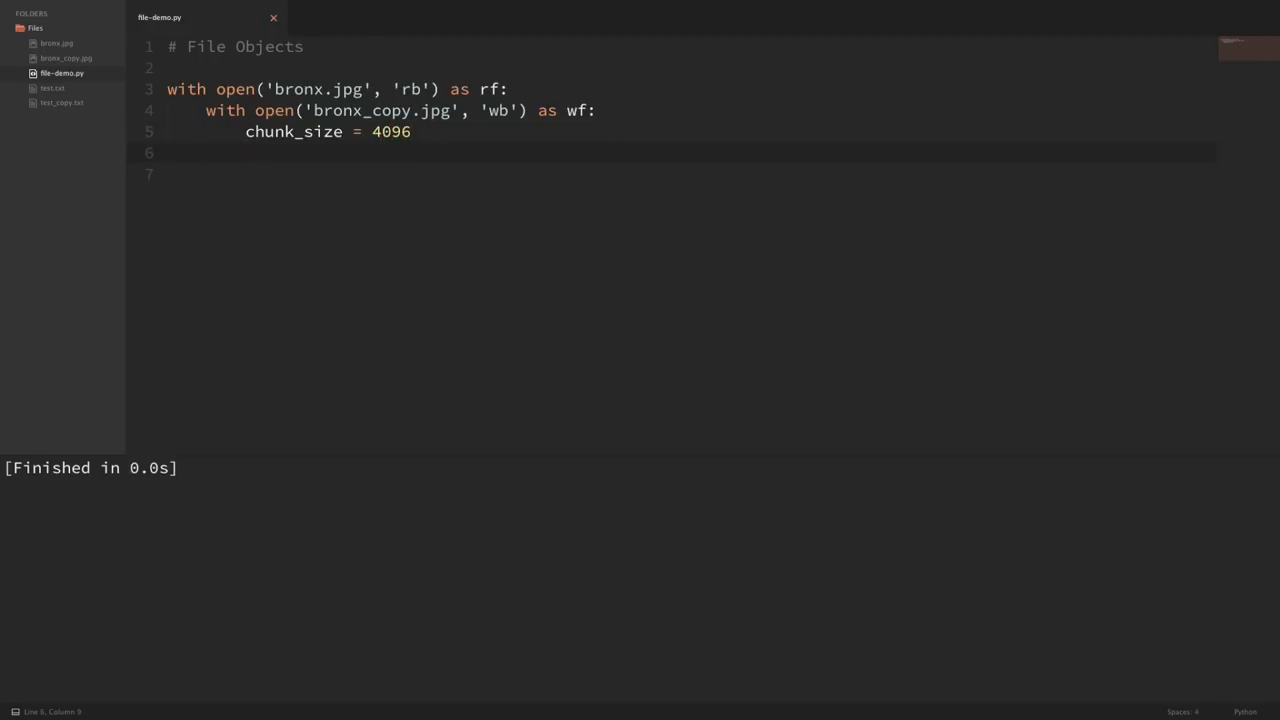 FOLDERS
Files
bronx.jpg
bronx_copy.jpg
file-demo.py
test.txt
test_copy.txt
file-demo.py ×
1 # File Objects
2
3 with open('bronx.jpg', 'rb') as rf:
4     with open('bronx_copy.jpg', 'wb') as wf:
5         chunk_size = 4096
6
7
[Finished in 0.0s]
Line 6, Column 9
Spaces: 4
Python